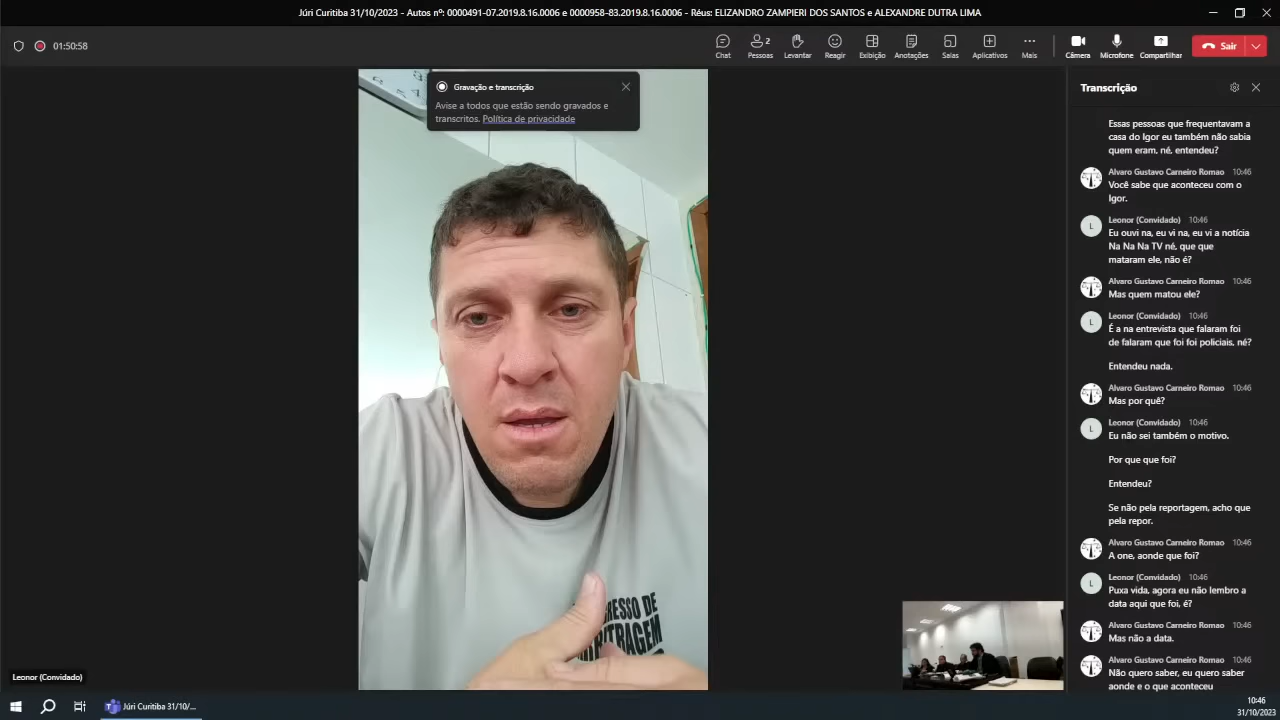 Júri Curitiba 31/10/2023 - Autos nº: 0000491-07.2019.8.16.0006 e 0000958-83.2019.8.16.0006 - Réus: ELIZANDRO ZAMPIERI DOS SANTOS e ALEXANDRE DUTRA LIMA
01:50:58
Chat
Pessoas 2
Levantar
Reagir
Exibição
Anotações
Salas
Aplicativos
Mais
Câmera
Microfone
Compartilhar
Sair
Gravação e transcrição
Avise a todos que estão sendo gravados e
transcritos. Política de privacidade
RESSO DE
BITRAGEM
Leonor (Convidado)
Transcrição
Essas pessoas que frequentavam a
casa do Igor eu também não sabia
quem eram, né, entendeu?
Alvaro Gustavo Carneiro Romao 10:46
Você sabe que aconteceu com o
Igor.
L
Leonor (Convidado) 10:46
Eu ouvi na, eu vi na, eu vi a notícia
Na Na Na TV né, que que
mataram ele, não é?
Alvaro Gustavo Carneiro Romao 10:46
Mas quem matou ele?
L
Leonor (Convidado) 10:46
É a na entrevista que falaram foi
de falaram que foi foi policiais, né?
Entendeu nada.
Alvaro Gustavo Carneiro Romao 10:46
Mas por quê?
L
Leonor (Convidado) 10:46
Eu não sei também o motivo.
Por que que foi?
Entendeu?
Se não pela reportagem, acho que
pela repor.
Alvaro Gustavo Carneiro Romao 10:46
A one, aonde que foi?
L
Leonor (Convidado) 10:46
Puxa vida, agora eu não lembro a
data aqui que foi, é?
Alvaro Gustavo Carneiro Romao 10:46
Mas não a data.
Alvaro Gustavo Carneiro Romao 10:46
Não quero saber, eu quero saber
aonde e o que aconteceu
Júri Curitiba 31/10/...
10:46
31/10/2023